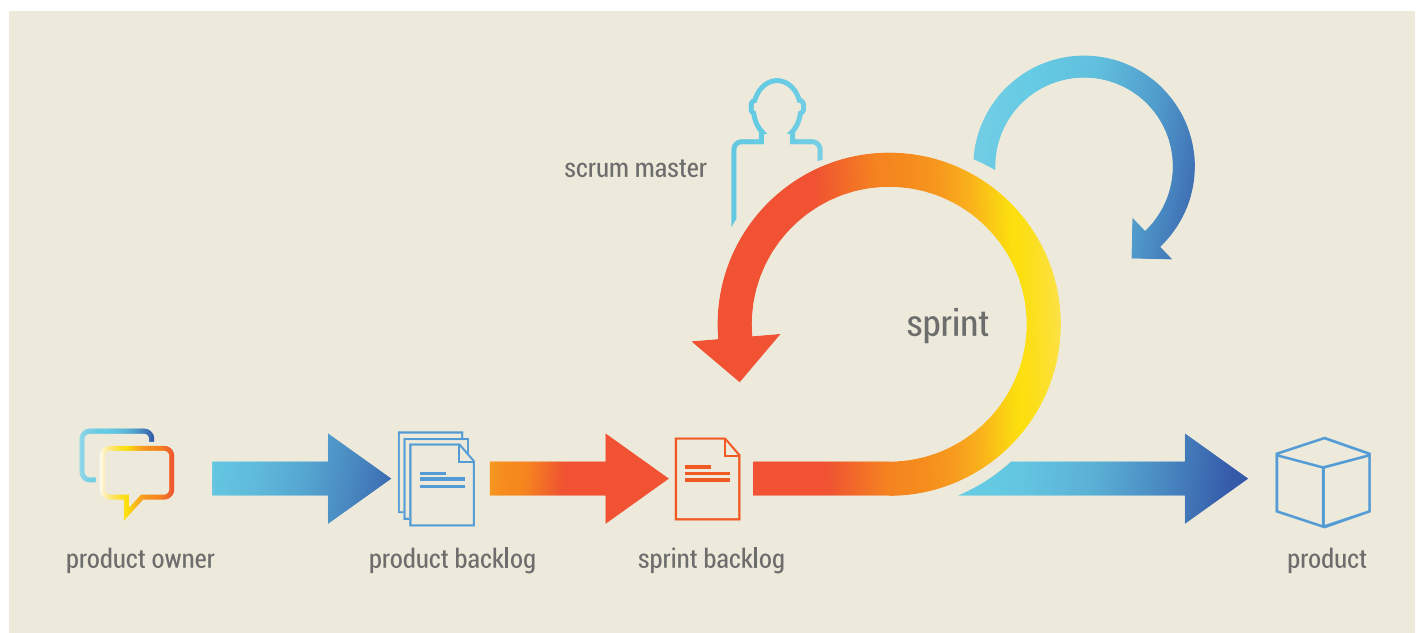 scrum master
sprint
product owner
product backlog
sprint backlog
product